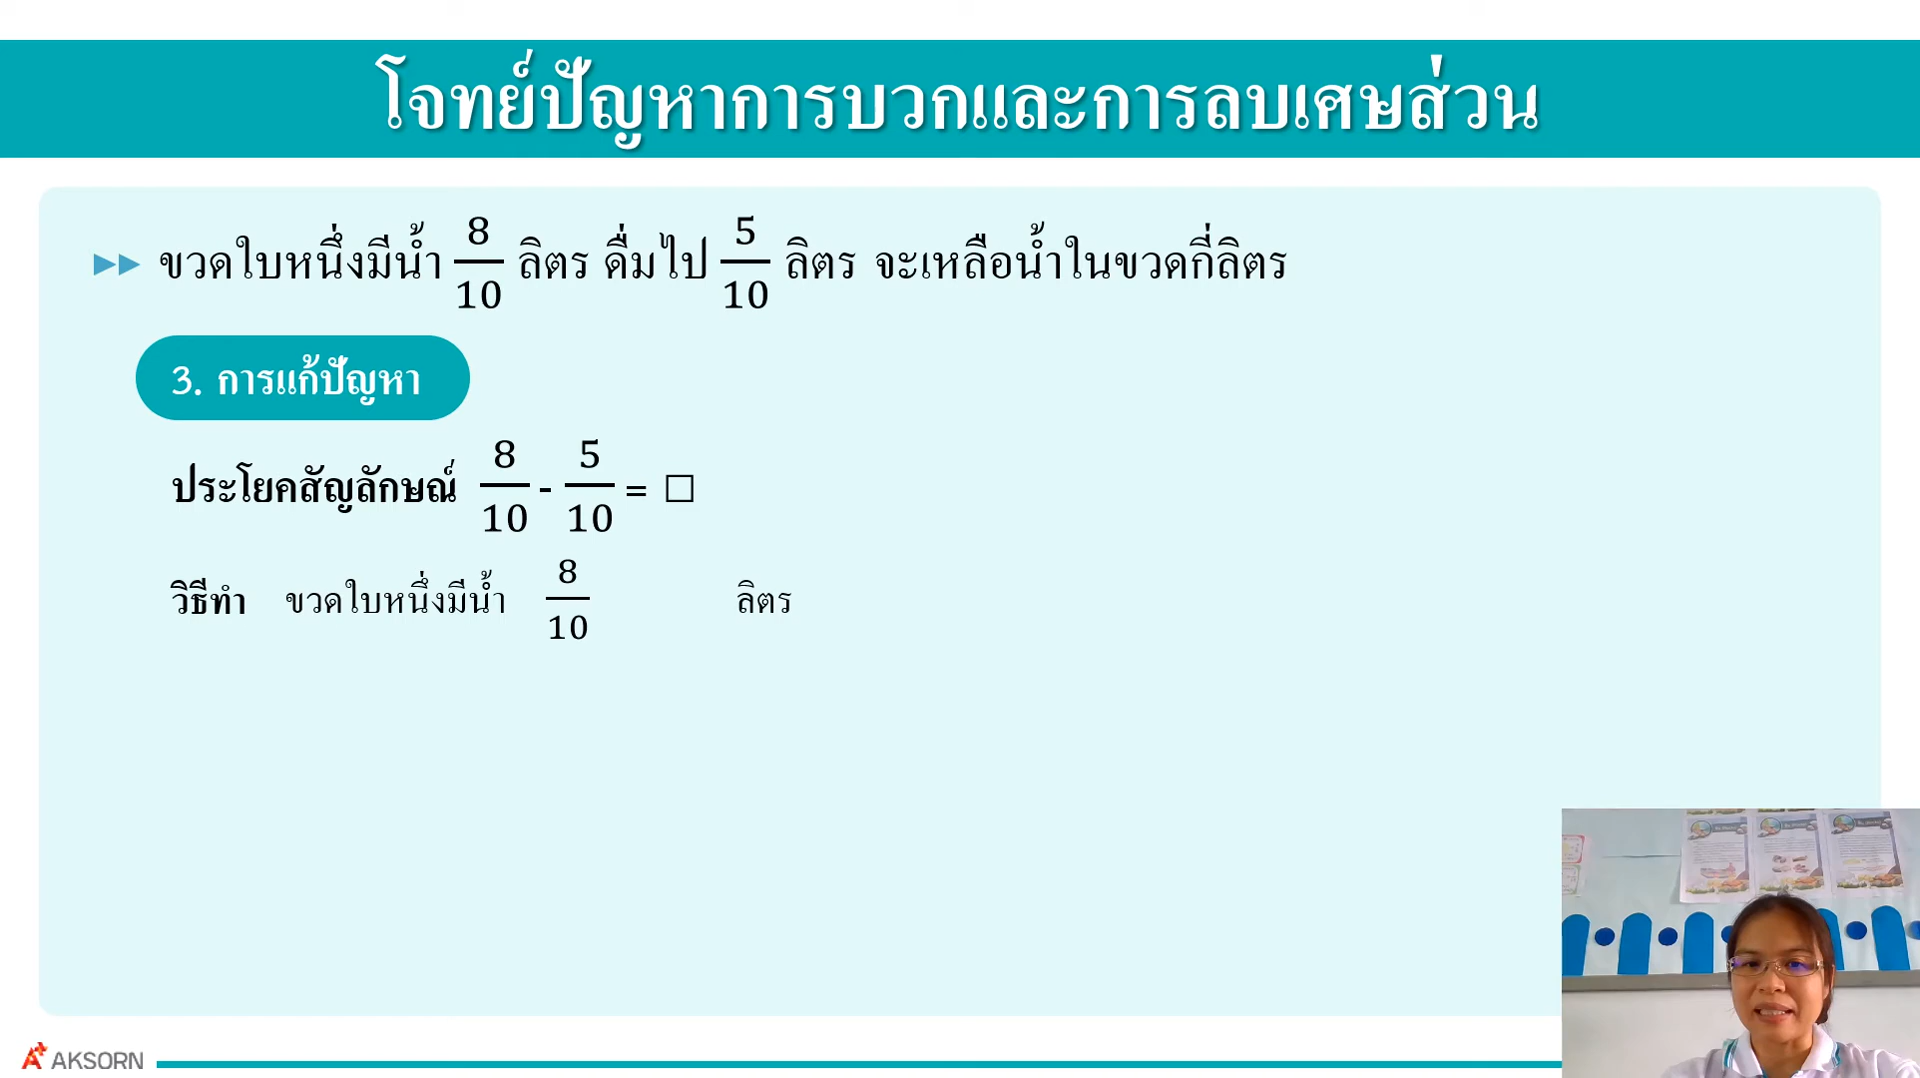 โจทย์ปัญหาการบวกและการลบเศษส่วน
ขวดใบหนึ่งมีน้ำ 8/10 ลิตร ดื่มไป 5/10 ลิตร จะเหลือน้ำในขวดกี่ลิตร
3. การแก้ปัญหา
ประโยคสัญลักษณ์ 8/10 - 5/10 = □
วิธีทำ ขวดใบหนึ่งมีน้ำ 8/10 ลิตร
AKSORN